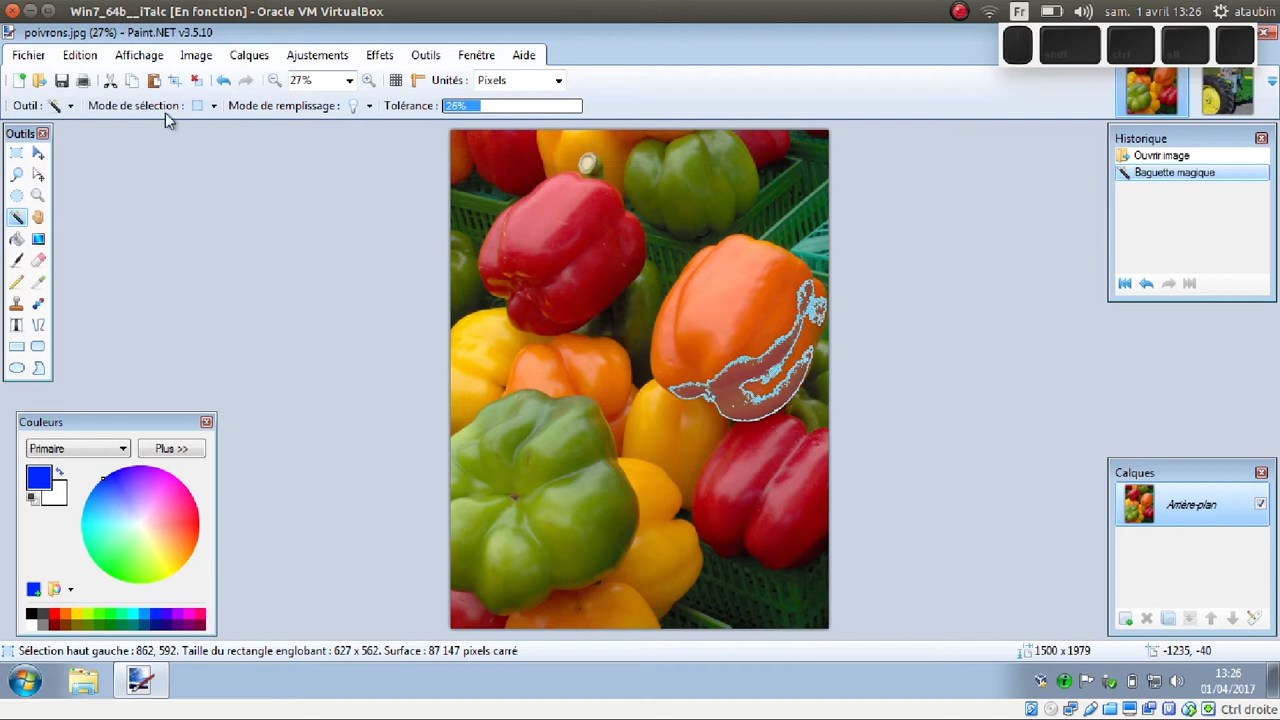 Win7_64b__iTalc [En fonction] - Oracle VM VirtualBox
Fr
sam. 1 avril 13:26
ataubin
poivrons.jpg (27%) - Paint.NET v3.5.10
shift ctrl alt
Fichier Edition Affichage Image Calques Ajustements Effets Outils Fenêtre Aide
27% Unités : Pixels
Outil : Mode de sélection : Mode de remplissage : Tolérance : 26%
Outils
Historique
Ouvrir image
Baguette magique
Couleurs
Primaire Plus >>
Calques
Arrière-plan
Sélection haut gauche : 862, 592. Taille du rectangle englobant : 627 x 562. Surface : 87 147 pixels carré
1500 x 1979
-1235, -40
13:26
01/04/2017
Ctrl droite